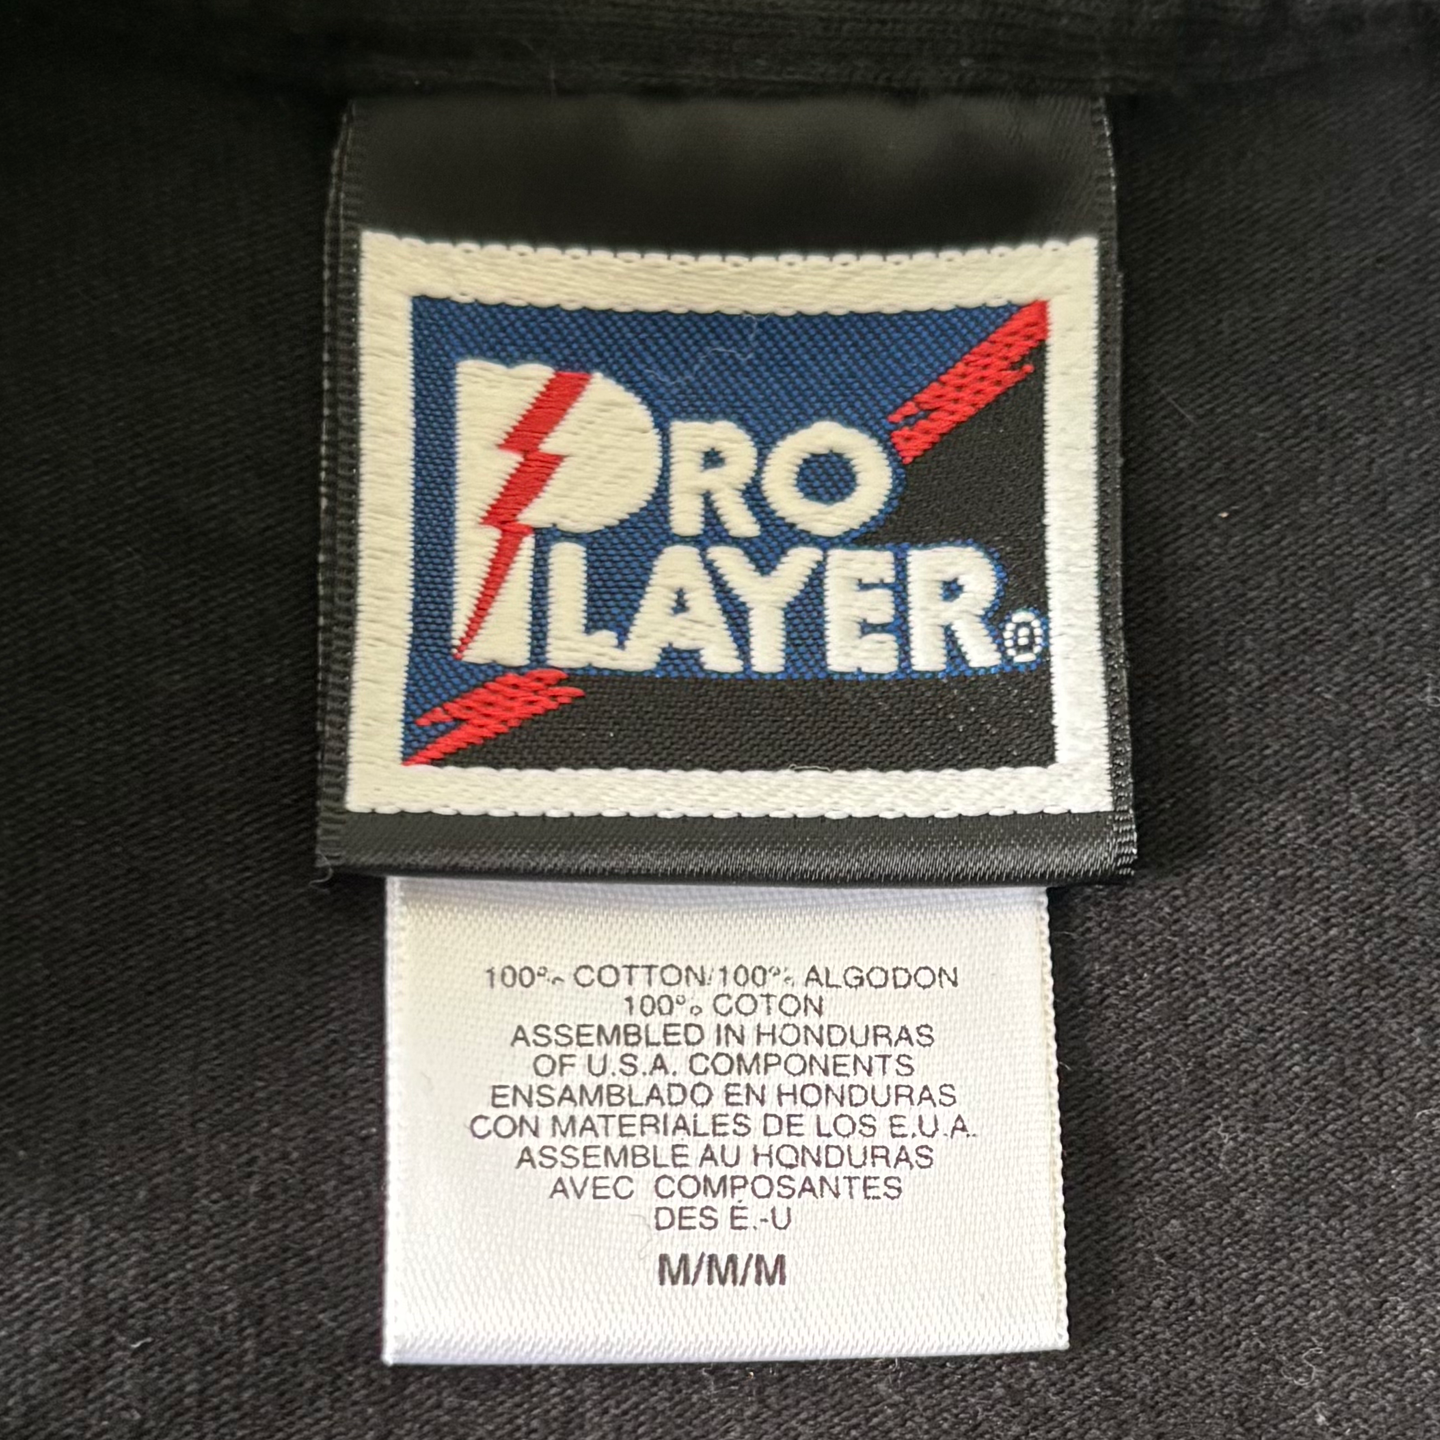 PRO
PLAYER®
100% COTTON/100% ALGODON
100% COTON
ASSEMBLED IN HONDURAS
OF U.S.A. COMPONENTS
ENSAMBLADO EN HONDURAS
CON MATERIALES DE LOS E.U.A.
ASSEMBLE AU HONDURAS
AVEC COMPOSANTES
DES É.-U
M/M/M